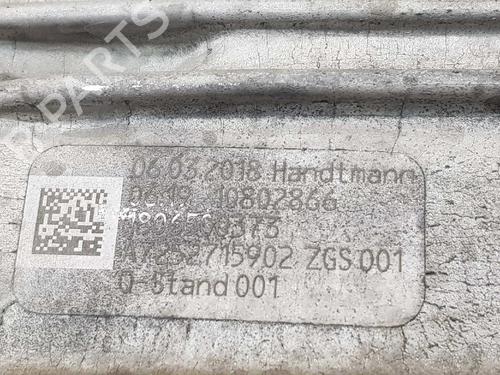 B-PARTS
06.03.2018 Handtmann
06:19 10802866
A7252715902 ZGS 001
Q-Stand 001